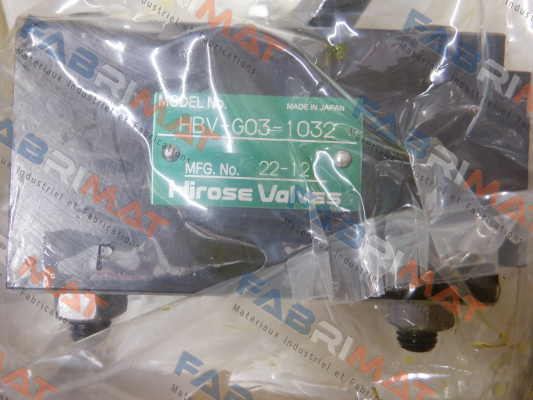 MODEL No. MADE IN JAPAN
HBV-G03-1032
MFG. No. 22-12
Hirose Valves
P
FABRIMAT
Matériaux Industriel et Fabrications